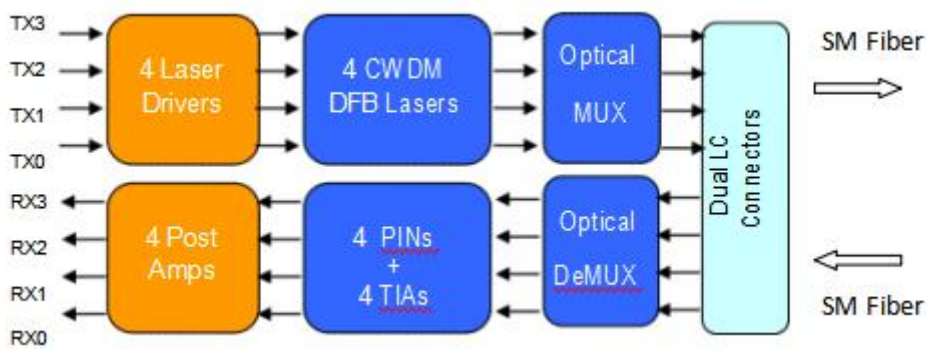 TX3
TX2
TX1
TX0
4 Laser
Drivers
4 CWDM
DFB Lasers
Optical
MUX
Dual LC
Connectors
SM Fiber
RX3
RX2
RX1
RX0
4 Post
Amps
4 PINs
+
4 TIAs
Optical
DeMUX
SM Fiber